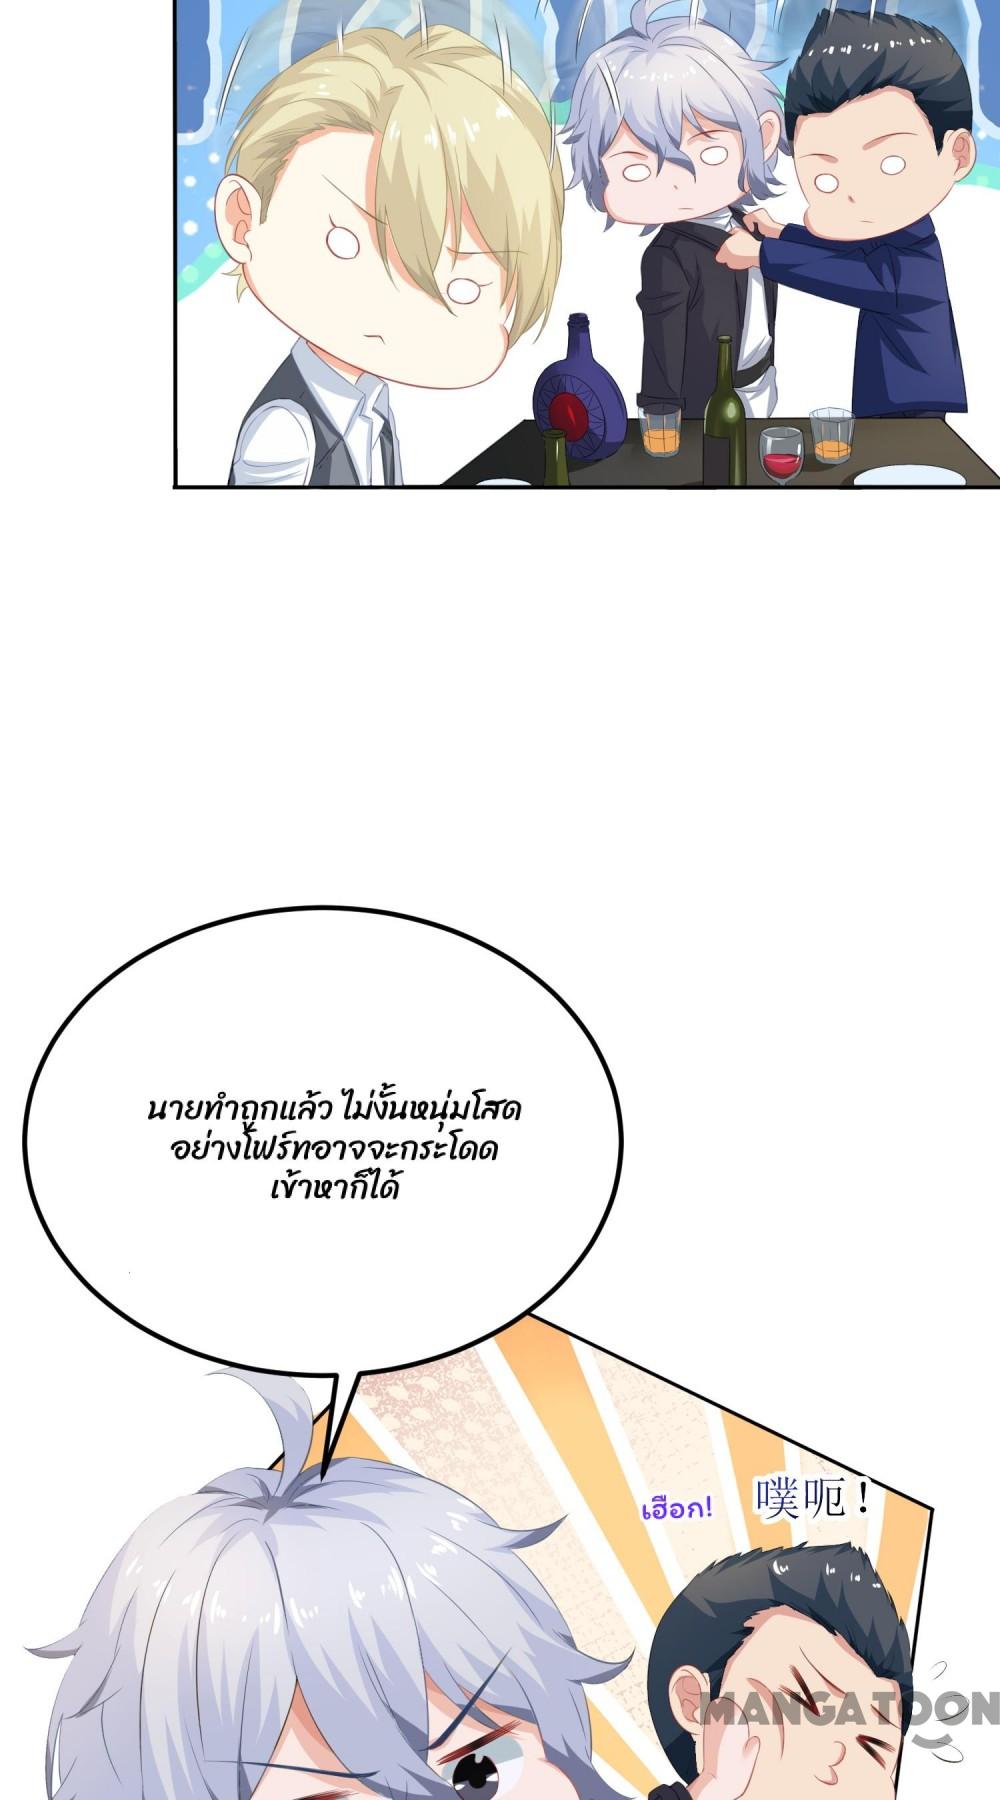 นายทำถูกแล้ว ไม่งั้นหนุ่มโสด
อย่างโฟร์ทอาจจะกระโดด
เข้าหาก็ได้
เฮือก!
噗呃！
MANGATOON